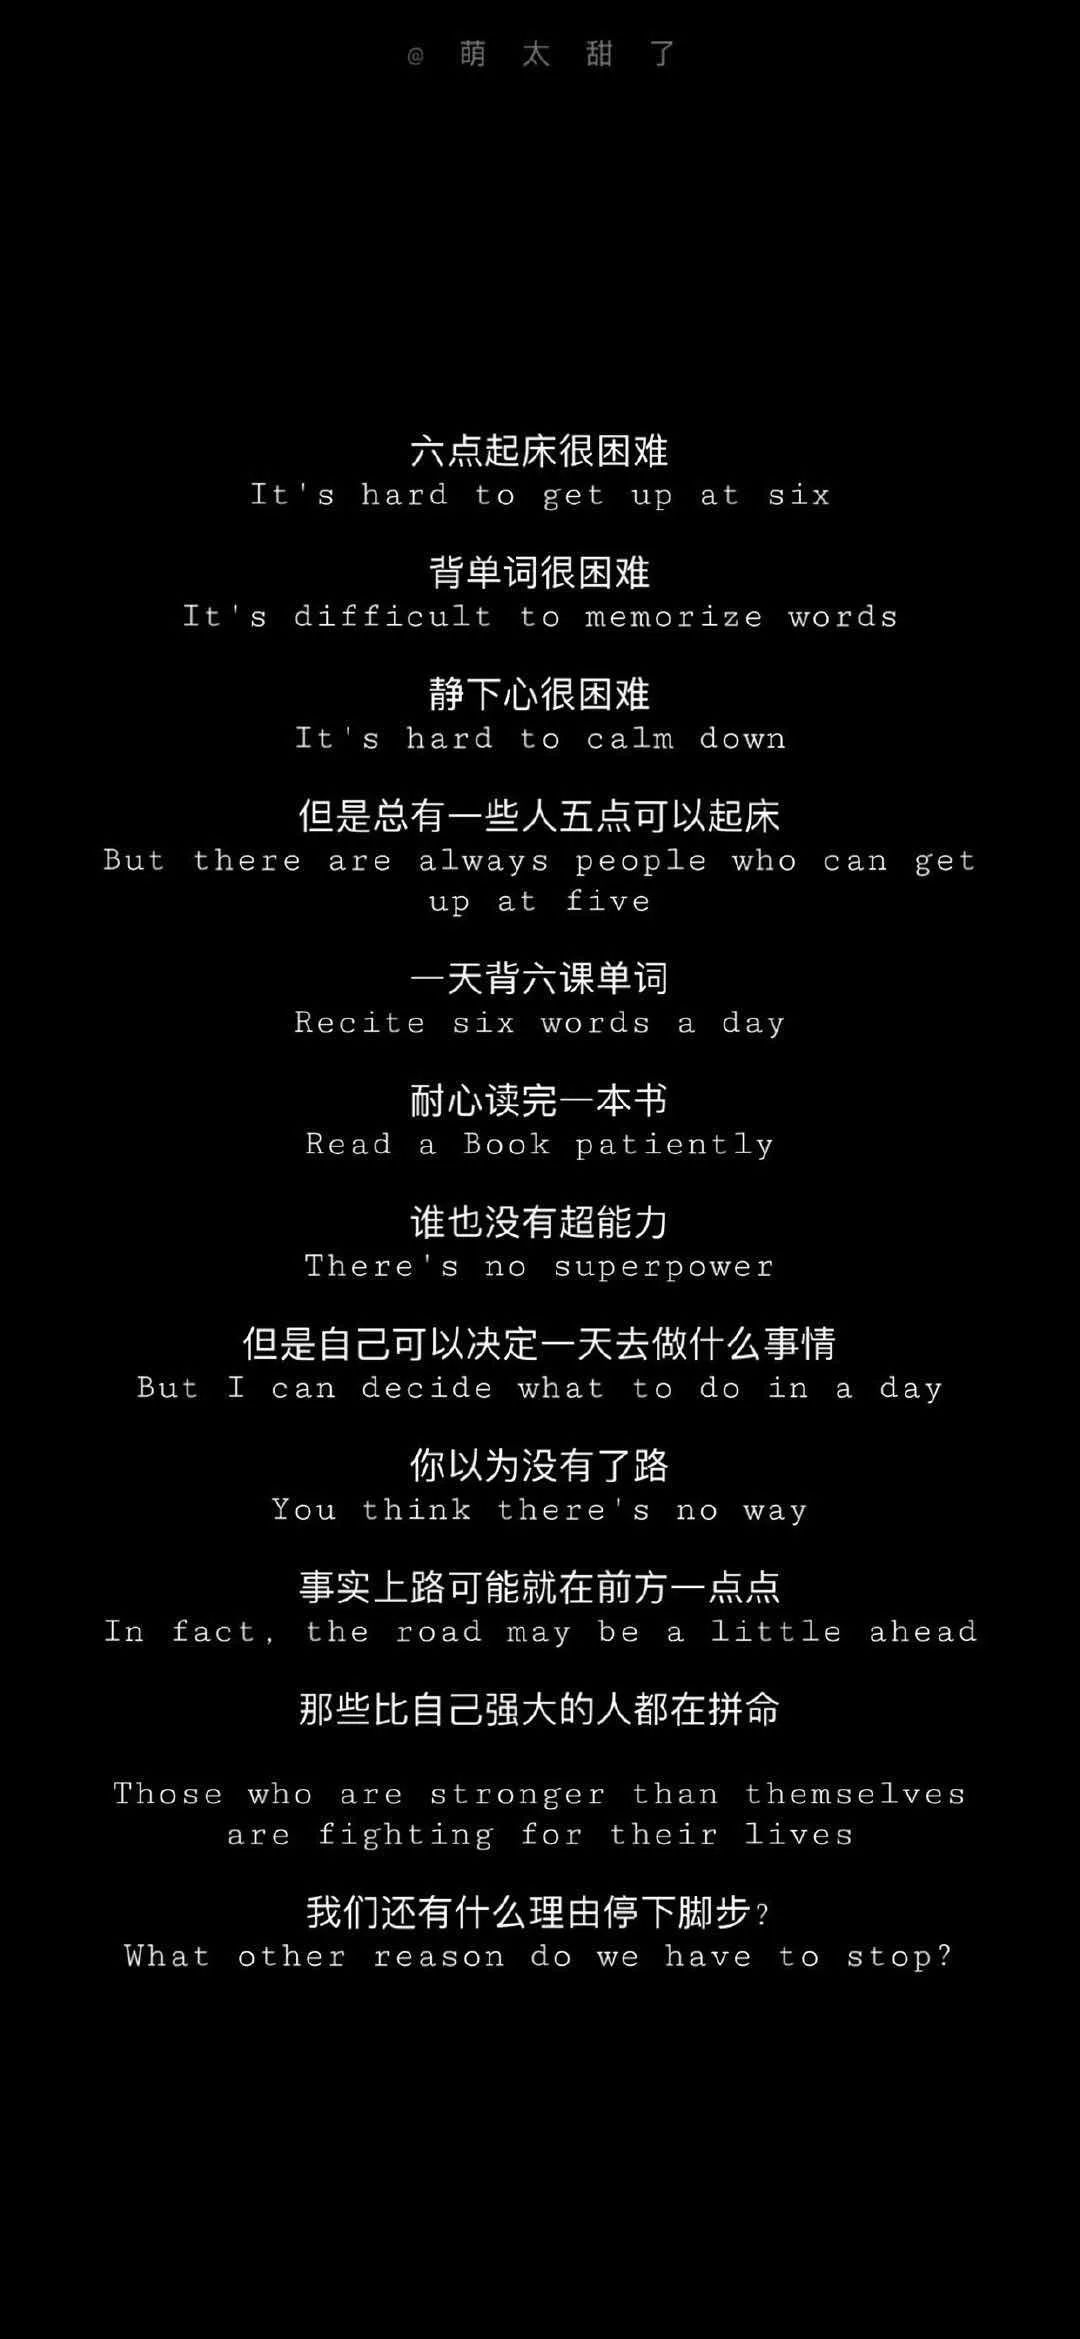 @萌太甜了
六点起床很困难
It's hard to get up at six
背单词很困难
It's difficult to memorize words
静下心很困难
It's hard to calm down
但是总有一些人五点可以起床
But there are always people who can get
up at five
一天背六课单词
Recite six words a day
耐心读完一本书
Read a Book patiently
谁也没有超能力
There's no superpower
但是自己可以决定一天去做什么事情
But I can decide what to do in a day
你以为没有了路
You think there's no way
事实上路可能就在前方一点点
In fact, the road may be a little ahead
那些比自己强大的人都在拼命
Those who are stronger than themselves
are fighting for their lives
我们还有什么理由停下脚步?
What other reason do we have to stop?